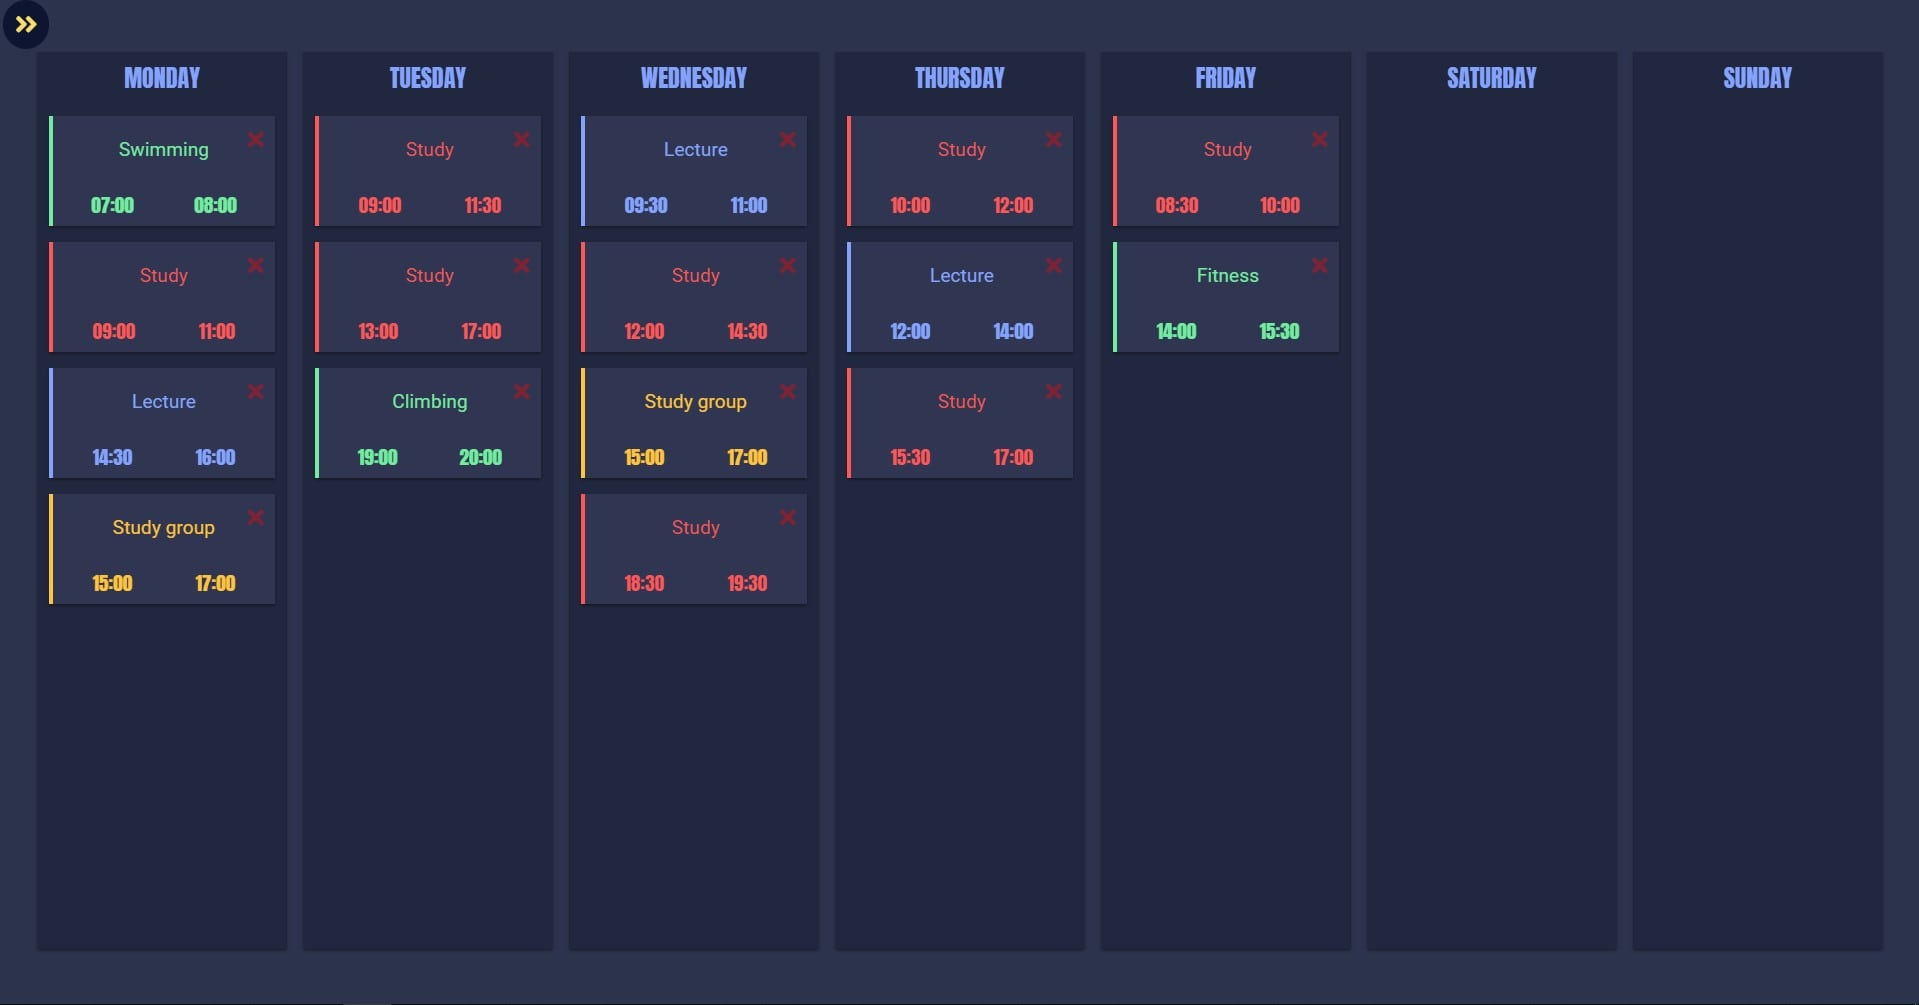 MONDAY
Swimming
07:00 08:00
Study
09:00 11:00
Lecture
14:30 16:00
Study group
15:00 17:00
TUESDAY
Study
09:00 11:30
Study
13:00 17:00
Climbing
19:00 20:00
WEDNESDAY
Lecture
09:30 11:00
Study
12:00 14:30
Study group
15:00 17:00
Study
18:30 19:30
THURSDAY
Study
10:00 12:00
Lecture
12:00 14:00
Study
15:30 17:00
FRIDAY
Study
08:30 10:00
Fitness
14:00 15:30
SATURDAY
SUNDAY